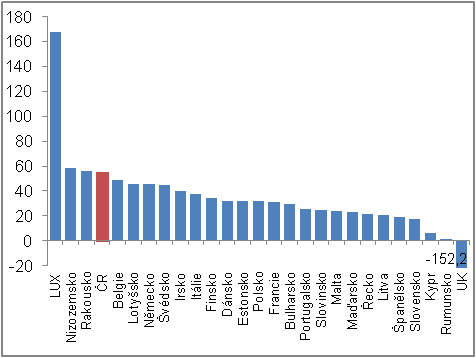 180
160
140
120
100
80
60
40
20
0
-20
-152,2
LUX
Nizozemsko
Rakousko
ČR
Belgie
Lotyšsko
Německo
Švédsko
Irsko
Itálie
Finsko
Dánsko
Estonsko
Polsko
Francie
Bulharsko
Portugalsko
Slovinsko
Malta
Maďarsko
Řecko
Litva
Španělsko
Slovensko
Kypr
Rumunsko
UK